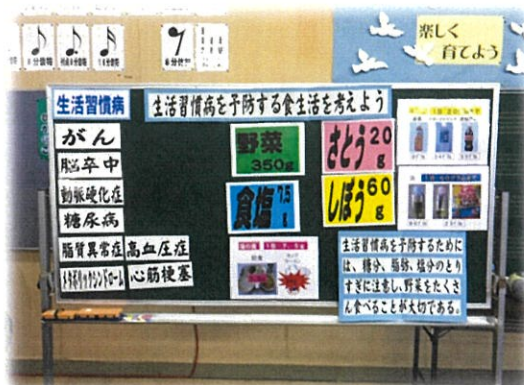 楽しく
育てよう
生活習慣病
生活習慣病を予防する食生活を考えよう
がん
脳卒中
動脈硬化症
糖尿病
脂質異常症
高血圧症
メタボリックシンドローム
心筋梗塞
野菜
350g
さとう20g
食塩7.5g
しぼう60g
生活習慣病を予防するために
は、糖分、脂肪、塩分のとり
すぎに注意し、野菜をたくさ
ん食べることが大切である。